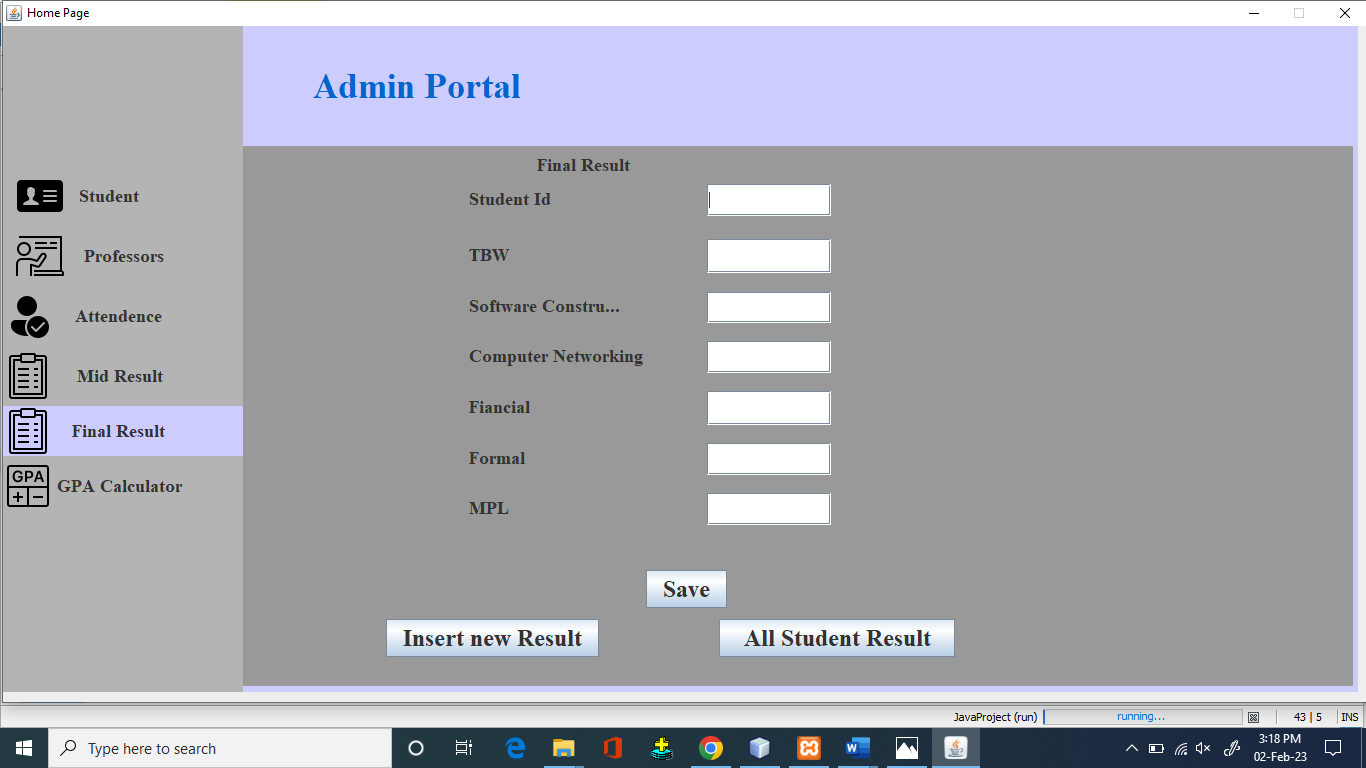 Home Page
Admin Portal
Student
Professors
Attendence
Mid Result
Final Result
GPA
GPA Calculator
Final Result
Student Id
TBW
Software Constru...
Computer Networking
Fiancial
Formal
MPL
Save
Insert new Result
All Student Result
JavaProject (run)
running...
43 | 5
INS
Type here to search
3:18 PM
02-Feb-23